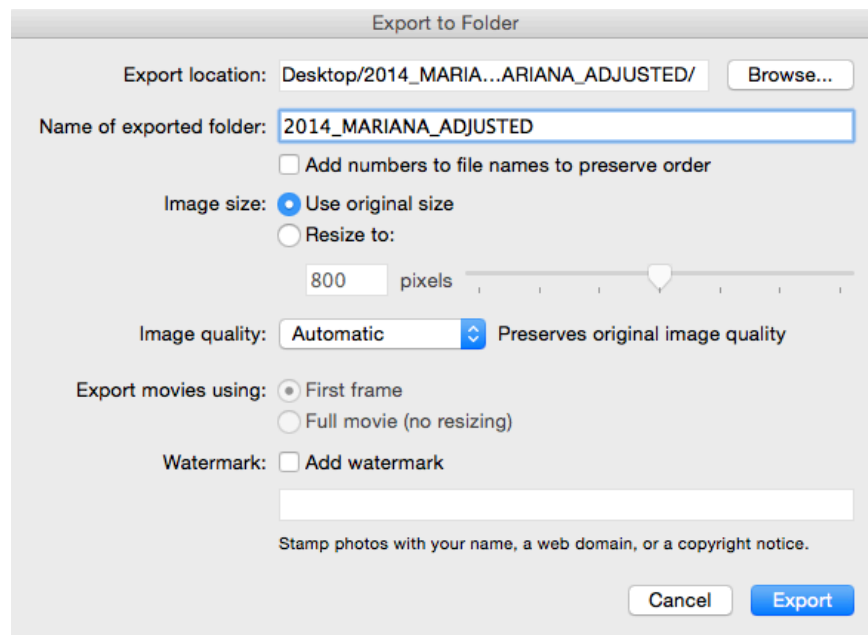 Export to Folder
Export location: Desktop/2014_MARIA...ARIANA_ADJUSTED/ Browse...
Name of exported folder: 2014_MARIANA_ADJUSTED
Add numbers to file names to preserve order
Image size: Use original size
Resize to:
800 pixels
Image quality: Automatic Preserves original image quality
Export movies using: First frame
Full movie (no resizing)
Watermark: Add watermark
Stamp photos with your name, a web domain, or a copyright notice.
Cancel Export